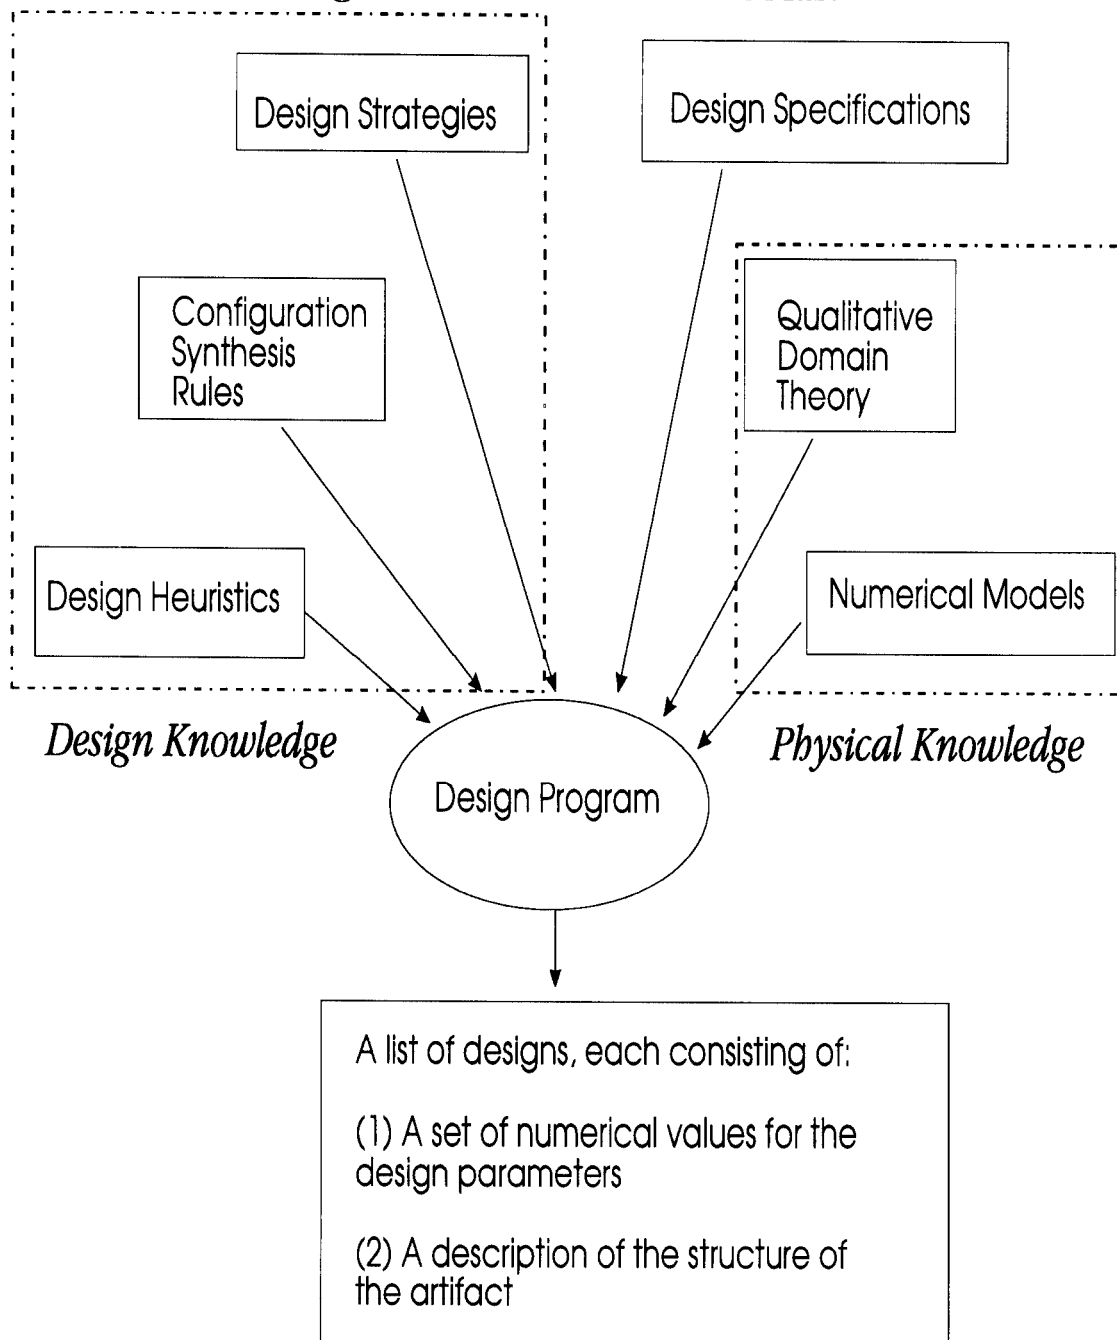 Design Strategies
Design Specifications
Configuration
Synthesis
Rules
Qualitative
Domain
Theory
Design Heuristics
Numerical Models
Design Knowledge
Physical Knowledge
Design Program
A list of designs, each consisting of:
(1) A set of numerical values for the
design parameters
(2) A description of the structure of
the artifact